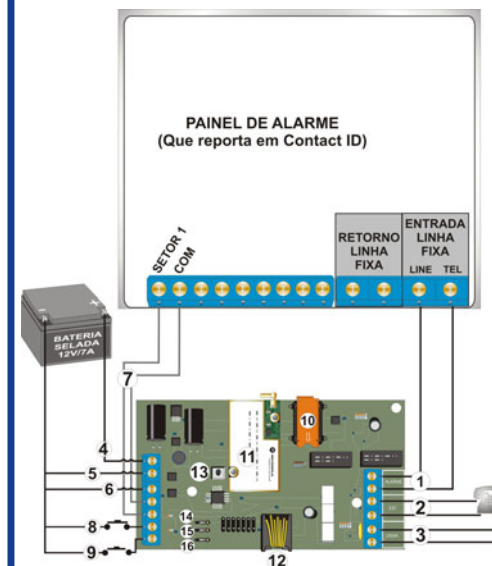 PAINEL DE ALARME
(Que reporta em Contact ID)
RETORNO
LINHA
FIXA
ENTRADA
LINHA
FIXA
LINE TEL
SETOR 1
COM
- +
BATERIA
SELADA
12V/7A
7
4
5
6
8
9
10
11
13
14
15
16
12
ALARME
1
2
3